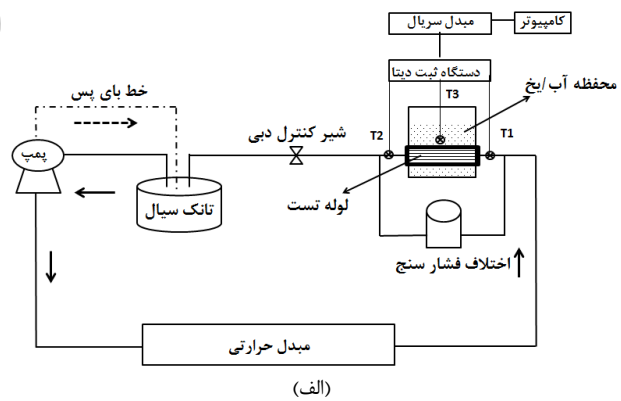 مبدل سریال
کامپیوتر
دستگاه ثبت دیتا
محفظه آب/یخ
T3
T2
T1
خط بای پس
شیر کنترل دبی
پمپ
تانک سیال
لوله تست
اختلاف فشار سنج
مبدل حرارتی
(الف)